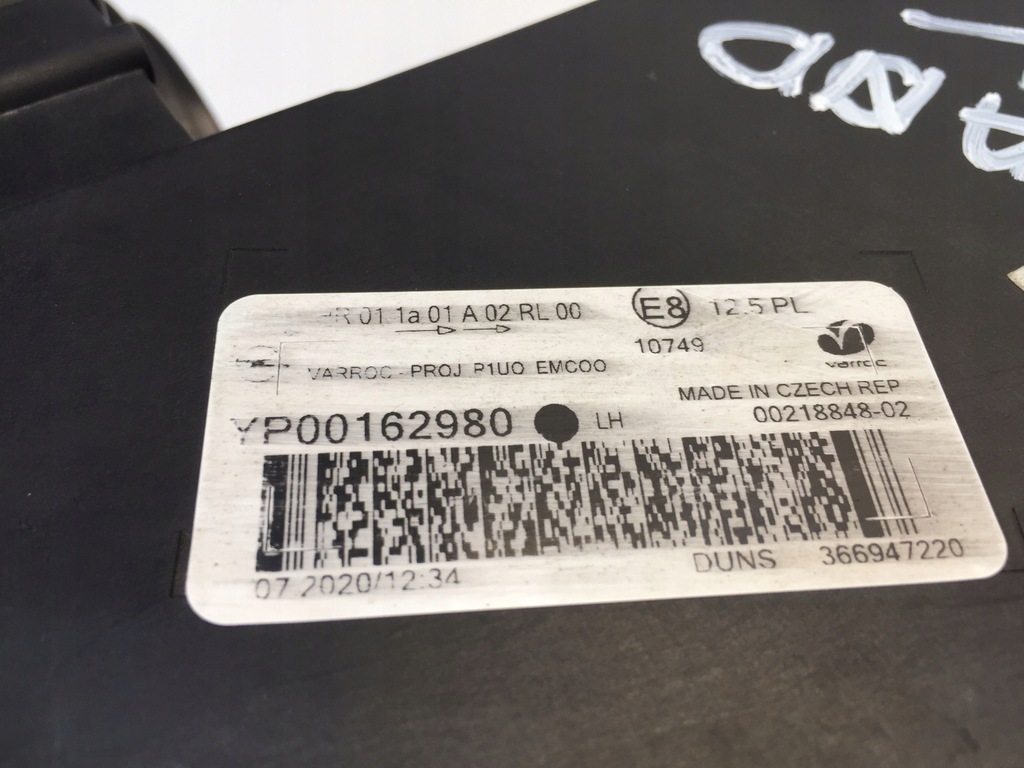 R 01 1a 01 A 02 RL 00
E8 12.5 PL
10749
varroc
VARROC - PROJ P1UO EMCOO
MADE IN CZECH REP
00218848-02
YP00162980 LH
07 2020/12:34
DUNS 366947220